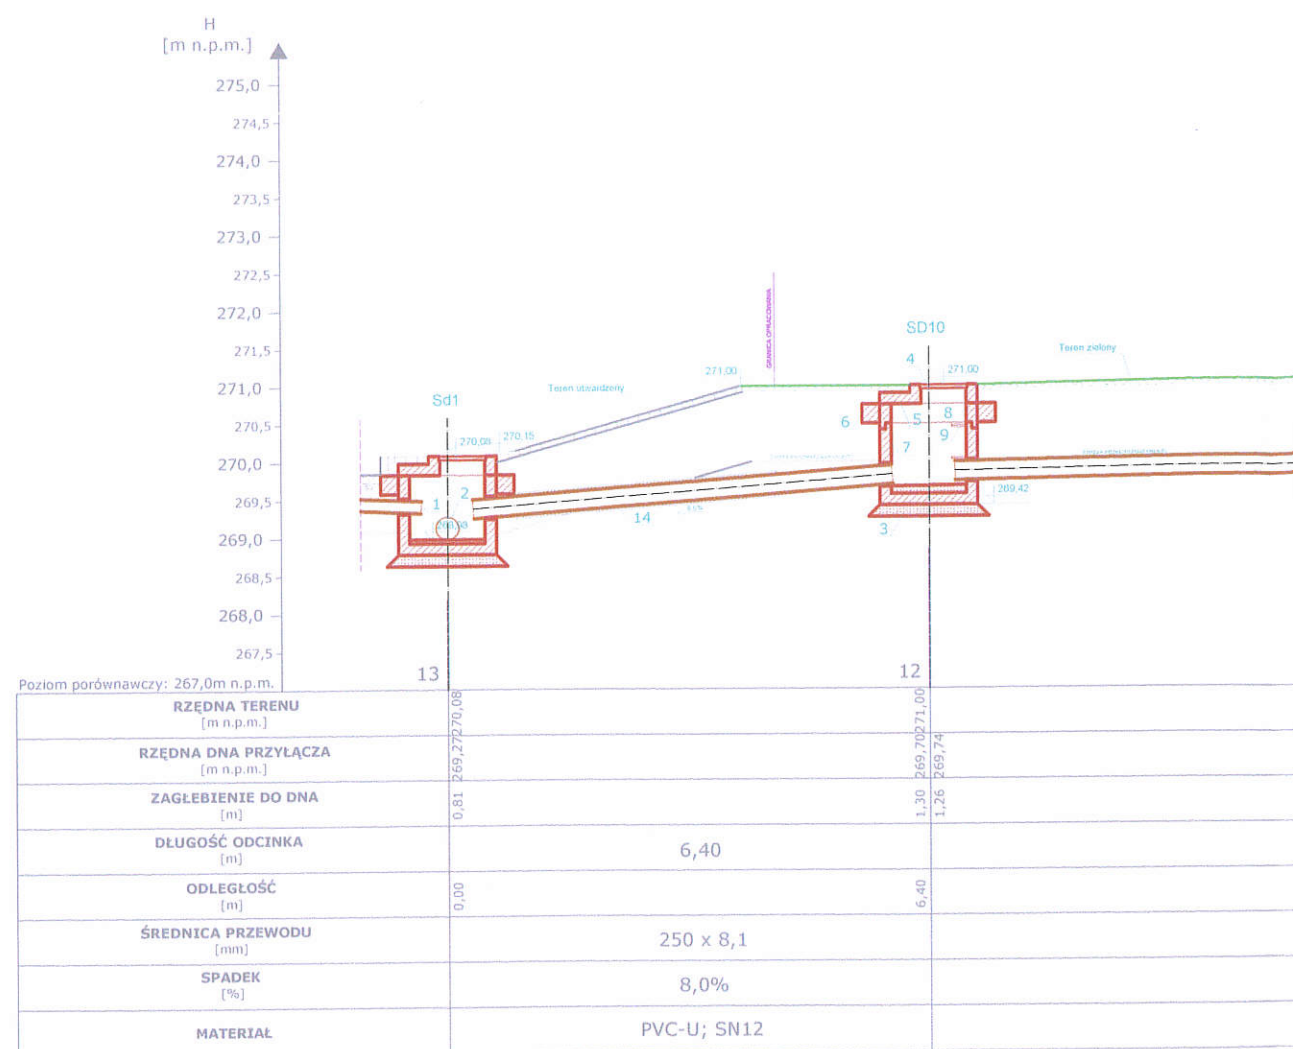 H
[m n.p.m.]
275,0
274,5
274,0
273,5
273,0
272,5
272,0
271,5
271,0
270,5
270,0
269,5
269,0
268,5
268,0
267,5
Poziom porównawczy: 267,0m n.p.m.
Sd1
270,08
270,15
1
2
Teren utwardzony
271,00
GRANICA OPRACOWANIA
14
SD10
4
271,00
Teren zielony
6
5
8
7
9
269,42
3
13
12
RZĘDNA TERENU
[m n.p.m.]
270,08
271,00
RZĘDNA DNA PRZYŁĄCZA
[m n.p.m.]
269,27
269,70
269,74
ZAGŁEBIENIE DO DNA
[m]
0,81
1,30
1,26
DŁUGOŚĆ ODCINKA
[m]
6,40
ODLEGŁOŚĆ
[m]
0,00
6,40
ŚREDNICA PRZEWODU
[mm]
250 x 8,1
SPADEK
[%]
8,0%
MATERIAŁ
PVC-U; SN12